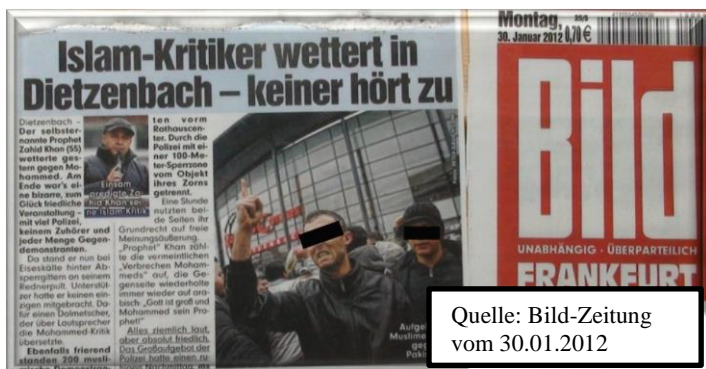 Islam-Kritiker wettert in
Dietzenbach – keiner hört zu
Dietzenbach –
Der selbster-
nannte Prophet
Zahid Khan (55)
wetterte ges-
tern gegen Mo-
hammed. Am
Ende war's ei-
ne bizarre, zum
Glück friedliche
Veranstaltung –
mit viel Polizei,
keinem Zuhörer und
jeder Menge Gegen-
demonstranten.
Da stand er nun bei
Eiseskälte hinter Ab-
sperrgittern an seinem
Rednerpult. Unterstüt-
zer hatte er keinen ein-
zigen mitgebracht. Da-
für einen Dolmetscher,
der über Lautsprecher
die Mohammed-Kritik
übersetzte.
Ebenfalls frierend
standen 200 musli-
Einsam
predigte Za-
hid Khan sei-
ne Islam-Kritik
ten vorm
Rathauscen-
ter. Durch die
Polizei mit ei-
ner 100-Me-
ter-Sperrzone
vom Objekt
ihres Zorns
getrennt.
Eine Stunde
nutzten bei-
de Seiten ihr
Grundrecht auf freie
Meinungsäußerung.
„Prophet" Khan zähl-
te die vermeintlichen
„Verbrechen Moham-
meds" auf, die Ge-
genseite wiederholte
immer wieder auf ara-
bisch: „Gott ist groß und
Mohammed sein Pro-
phet!"
Alles ziemlich laut,
aber absolut friedlich.
Das Großaufgebot der
Polizei hatte einen ru-
Muslime
Montag,
30. Januar 2012 0,70 €
Bild
UNABHÄNGIG · ÜBERPARTEILICH
FRANKFURT
Quelle: Bild-Zeitung
vom 30.01.2012